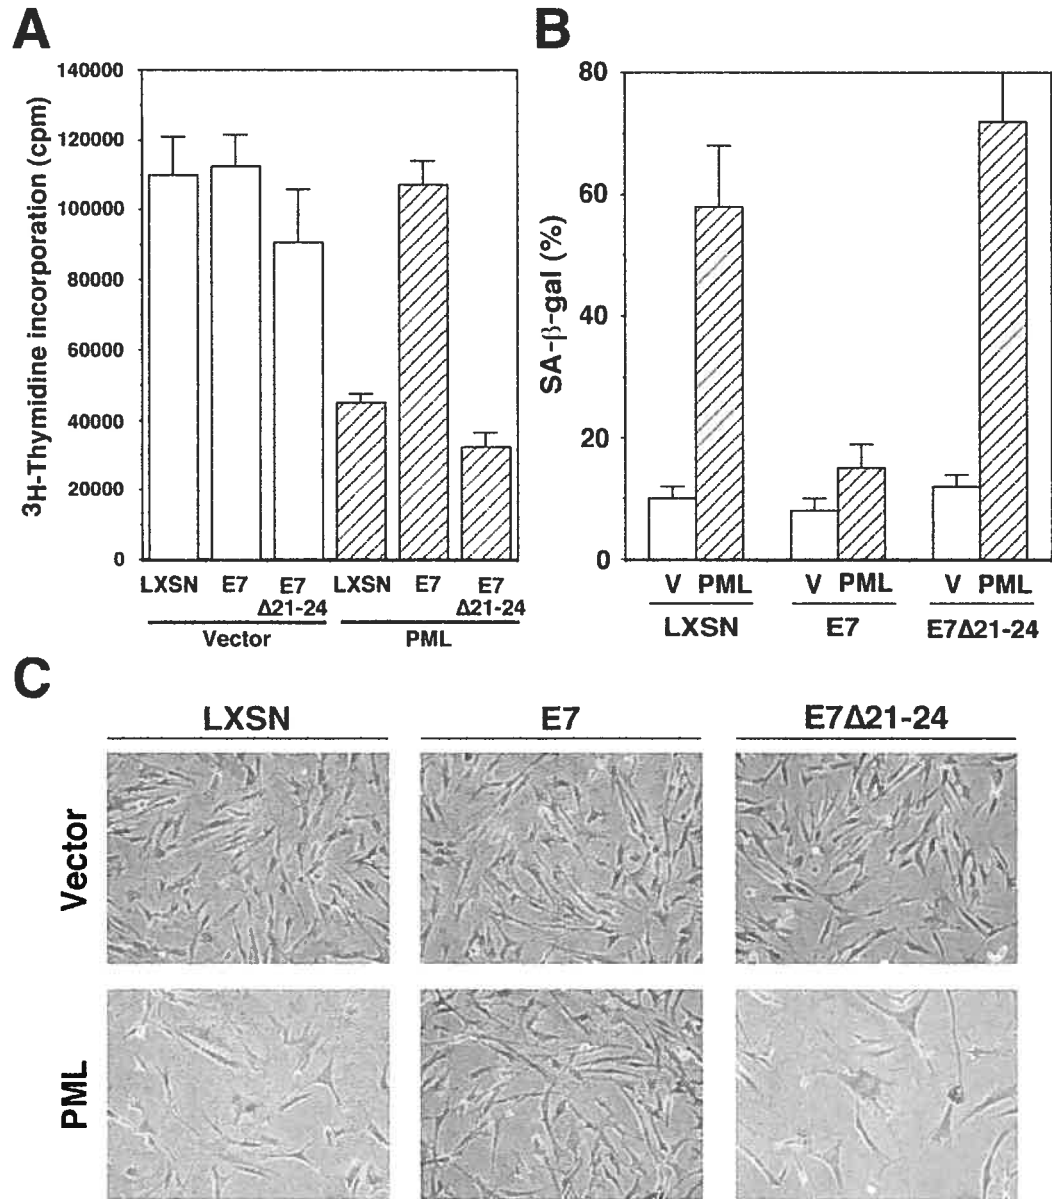 A
B
³H-Thymidine incorporation (cpm)
140000
120000
100000
80000
60000
40000
20000
0
LXSN E7 E7 LXSN E7 E7
Δ21-24 Δ21-24
Vector PML
SA-β-gal (%)
80
60
40
20
0
V PML V PML V PML
LXSN E7 E7Δ21-24
C
LXSN E7 E7Δ21-24
Vector
PML